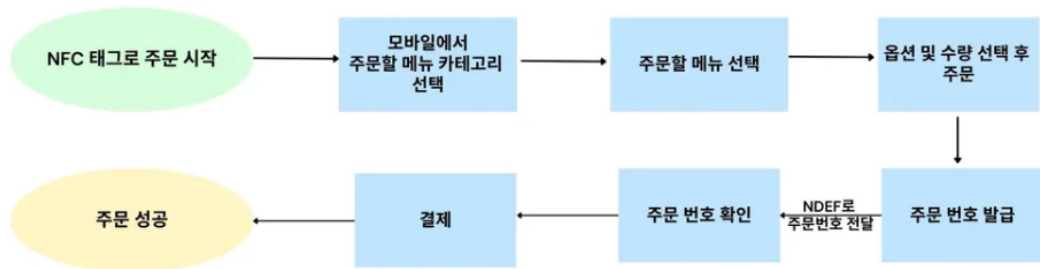 NFC 태그로 주문 시작
모바일에서
주문할 메뉴 카테고리
선택
주문할 메뉴 선택
옵션 및 수량 선택 후
주문
주문 번호 발급
NDEF로
주문번호 전달
주문 번호 확인
결제
주문 성공